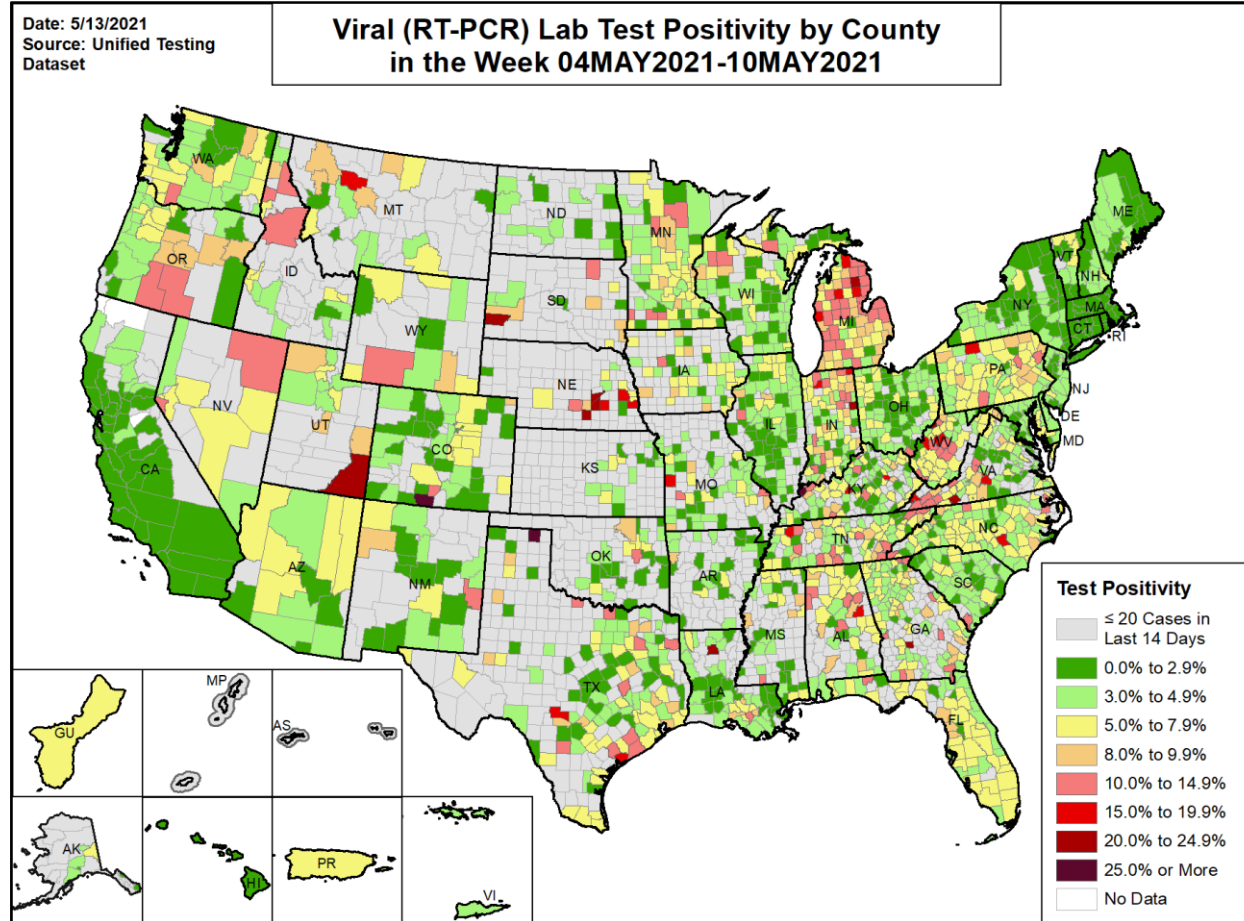 Date: 5/13/2021
Source: Unified Testing
Dataset
Viral (RT-PCR) Lab Test Positivity by County
in the Week 04MAY2021-10MAY2021
WA
MT
ND
MN
ME
OR
ID
SD
WI
MI
VT
NH
NY
MA
CT
RI
WY
NE
IA
PA
NJ
NV
UT
CO
IL
IN
OH
DE
MD
CA
KS
MO
WV
VA
KY
AZ
NM
OK
AR
TN
NC
SC
MS
AL
GA
TX
LA
FL
GU
MP
AS
AK
HI
PR
VI
Test Positivity
≤ 20 Cases in
Last 14 Days
0.0% to 2.9%
3.0% to 4.9%
5.0% to 7.9%
8.0% to 9.9%
10.0% to 14.9%
15.0% to 19.9%
20.0% to 24.9%
25.0% or More
No Data